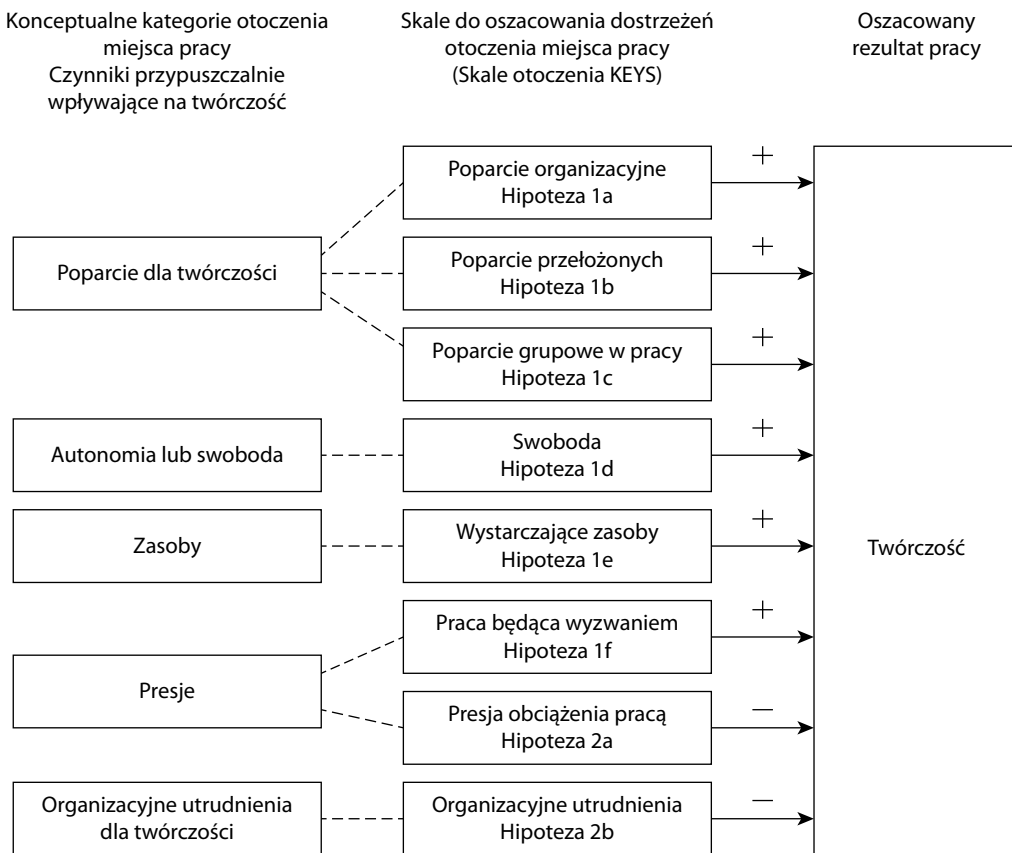 Konceptualne kategorie otoczenia
miejsca pracy
Czynniki przypuszczalnie
wpływające na twórczość
Skale do oszacowania dostrzeżeń
otoczenia miejsca pracy
(Skale otoczenia KEYS)
Oszacowany
rezultat pracy
Poparcie dla twórczości
Poparcie organizacyjne
Hipoteza 1a
+
Poparcie przełożonych
Hipoteza 1b
+
Poparcie grupowe w pracy
Hipoteza 1c
+
Autonomia lub swoboda
Swoboda
Hipoteza 1d
+
Zasoby
Wystarczające zasoby
Hipoteza 1e
+
Presje
Praca będąca wyzwaniem
Hipoteza 1f
+
Presja obciążenia pracą
Hipoteza 2a
−
Organizacyjne utrudnienia
dla twórczości
Organizacyjne utrudnienia
Hipoteza 2b
−
Twórczość